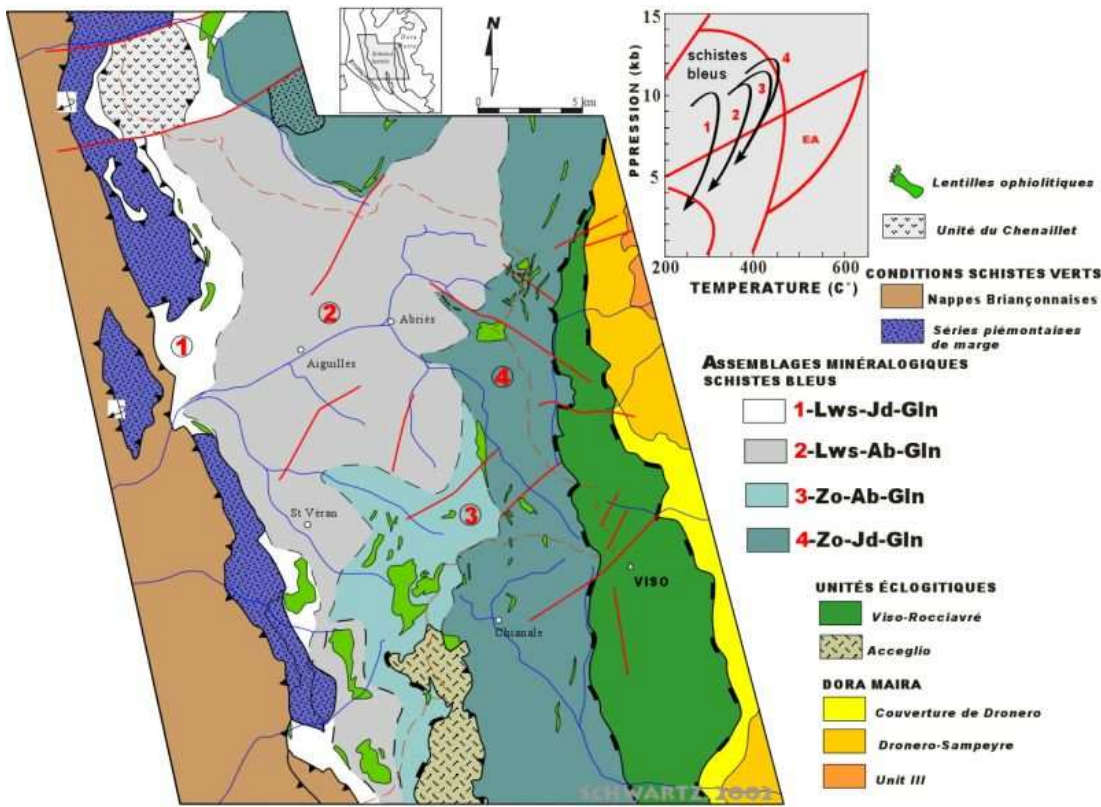 N
0
5 km
Dora
1
2
3
4
Abriès
Aiguilles
St Veran
Chianale
VISO
SCHWARTZ, 2002
PPRESSION (kb)
15
10
5
schistes
bleus
1
2
3
4
EA
200
400
600
TEMPERATURE (C°)
Lentilles ophiolitiques
Unité du Chenaillet
CONDITIONS SCHISTES VERTS
Nappes Briançonnaises
Séries piémontaises
de marge
ASSEMBLAGES MINÉRALOGIQUES
SCHISTES BLEUS
1-Lws-Jd-Gln
2-Lws-Ab-Gln
3-Zo-Ab-Gln
4-Zo-Jd-Gln
UNITÉS ÉCLOGITIQUES
Viso-Rocciavré
Acceglio
DORA MAIRA
Couverture de Dronero
Dronero-Sampeyre
Unit III